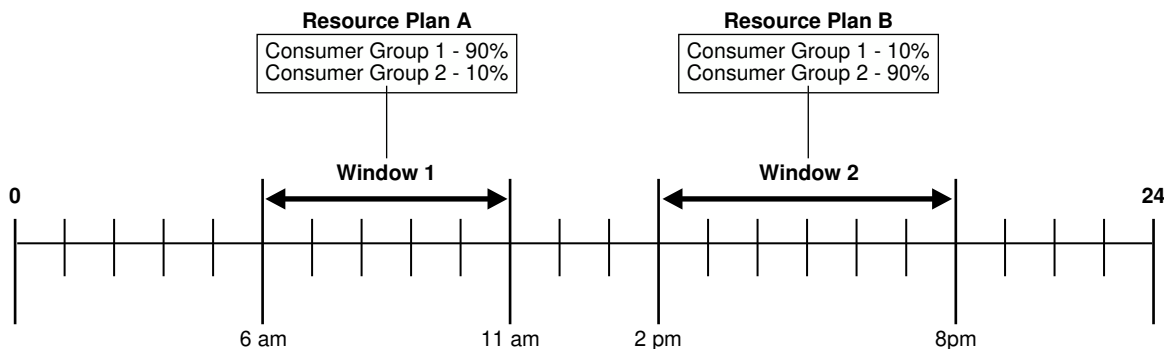 Resource Plan A
Consumer Group 1 - 90%
Consumer Group 2 - 10%
Resource Plan B
Consumer Group 1 - 10%
Consumer Group 2 - 90%
Window 1
Window 2
0
24
6 am
11 am
2 pm
8pm